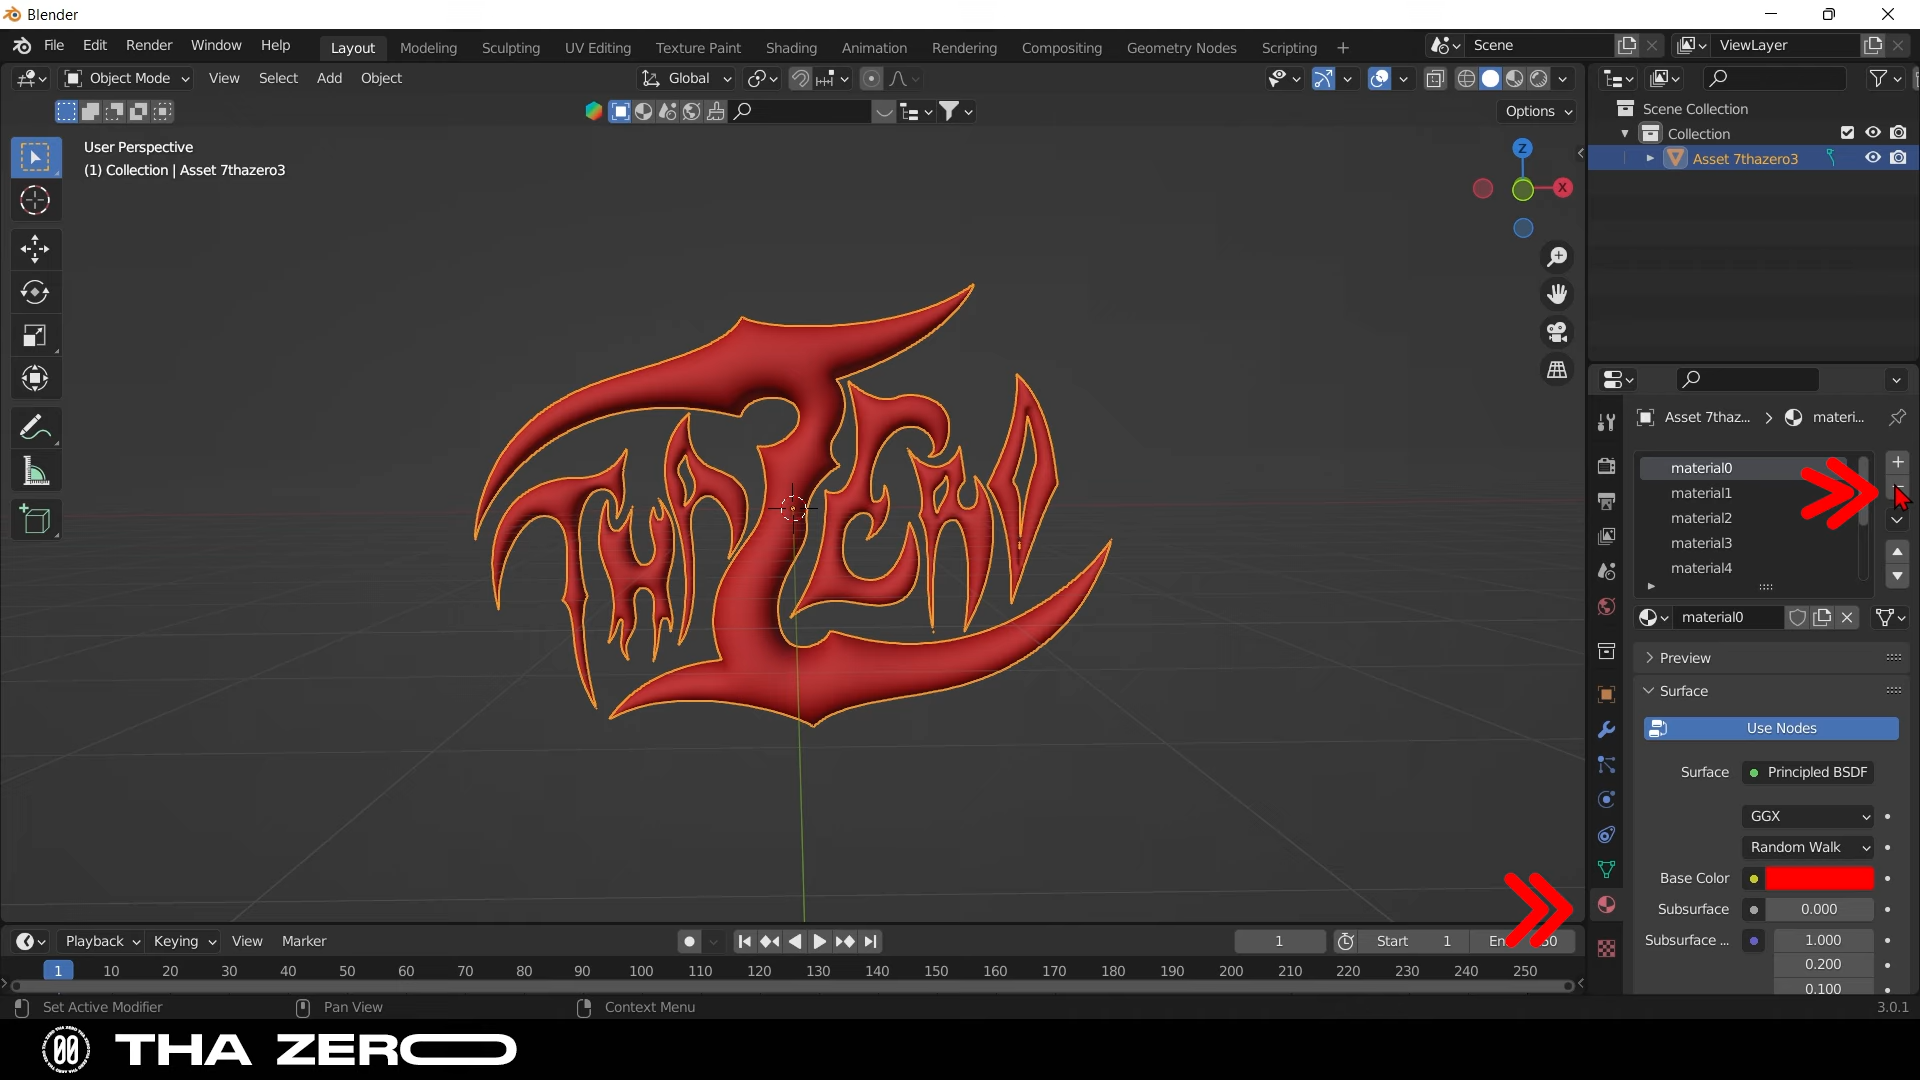 Blender
File Edit Render Window Help Layout Modeling Sculpting UV Editing Texture Paint Shading Animation Rendering Compositing Geometry Nodes Scripting + Scene ViewLayer
Object Mode View Select Add Object Global
Options
User Perspective
(1) Collection | Asset 7thazero3
Z
X
Scene Collection
Collection
Asset 7thazero3
Asset 7thaz... > materi...
material0
material1
material2
material3
material4
material0
Preview
Surface
Use Nodes
Surface Principled BSDF
GGX
Random Walk
Base Color
Subsurface 0.000
Subsurface ... 1.000
0.200
0.100
THA ZERO
Playback Keying View Marker 1 Start 1
1 10 20 30 40 50 60 70 80 90 100 110 120 130 140 150 160 170 180 190 200 210 220 230 240 250
Set Active Modifier Pan View Context Menu 3.0.1
00 THA ZERO